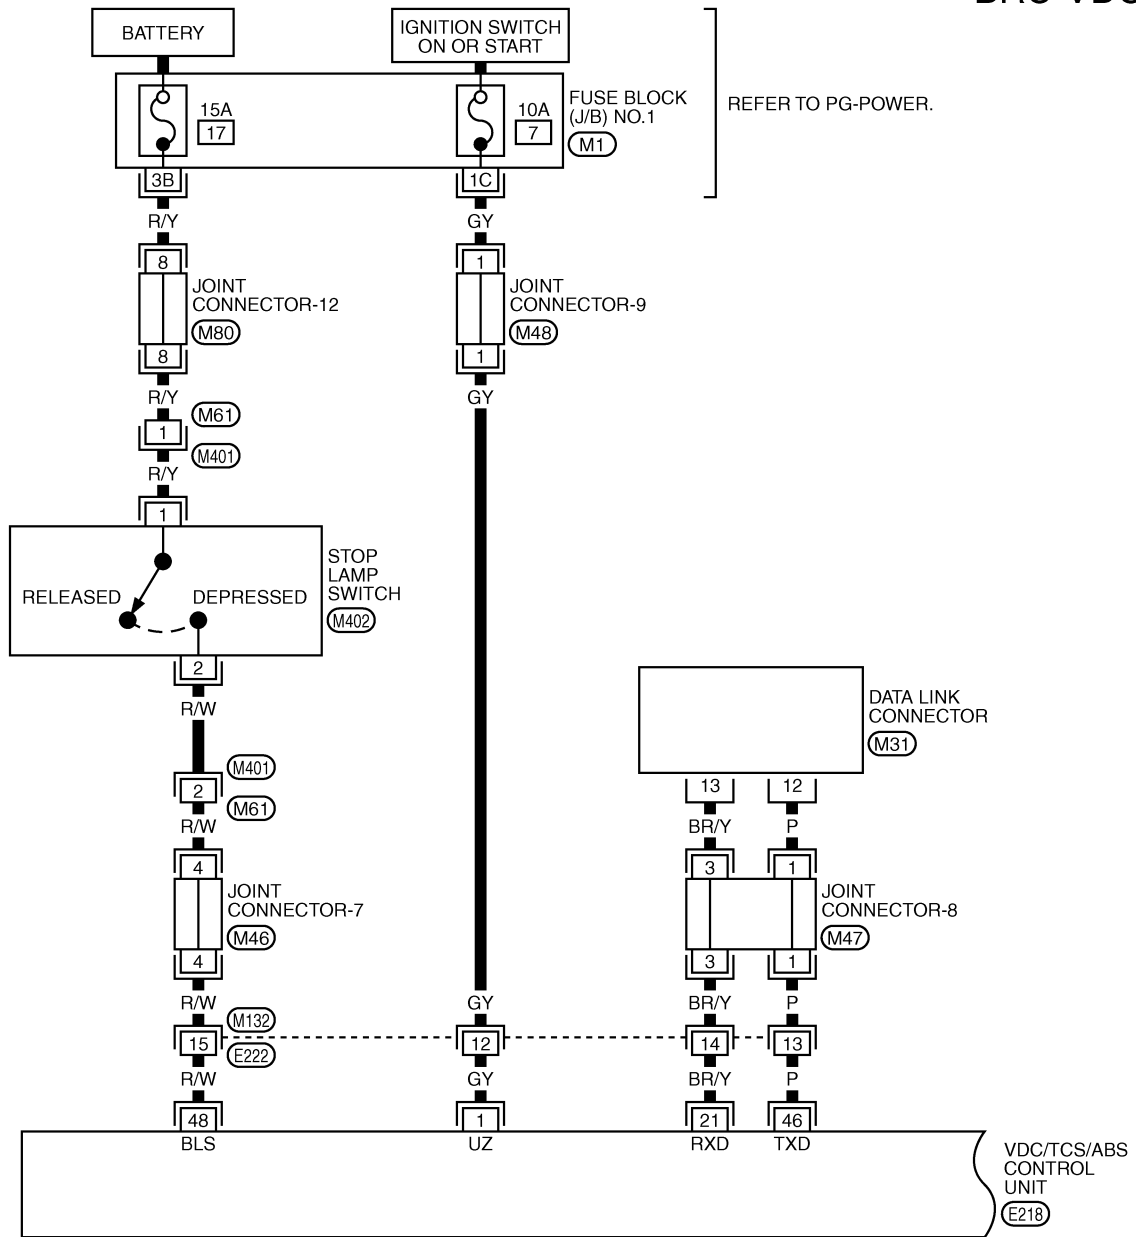 BATTERY
IGNITION SWITCH
ON OR START
15A
17
10A
7
FUSE BLOCK
(J/B) NO.1
M1
REFER TO PG-POWER.
3B
1C
R/Y
GY
8
1
JOINT
CONNECTOR-12
M80
JOINT
CONNECTOR-9
M48
8
1
R/Y
GY
M61
1
M401
R/Y
1
STOP
LAMP
SWITCH
M402
RELEASED
DEPRESSED
2
R/W
DATA LINK
CONNECTOR
M31
M401
2
M61
13
12
R/W
BR/Y
P
4
3
1
JOINT
CONNECTOR-7
M46
JOINT
CONNECTOR-8
M47
4
3
1
R/W
GY
BR/Y
P
M132
15
12
14
13
E222
R/W
GY
BR/Y
P
48
1
21
46
BLS
UZ
RXD
TXD
VDC/TCS/ABS
CONTROL
UNIT
E218